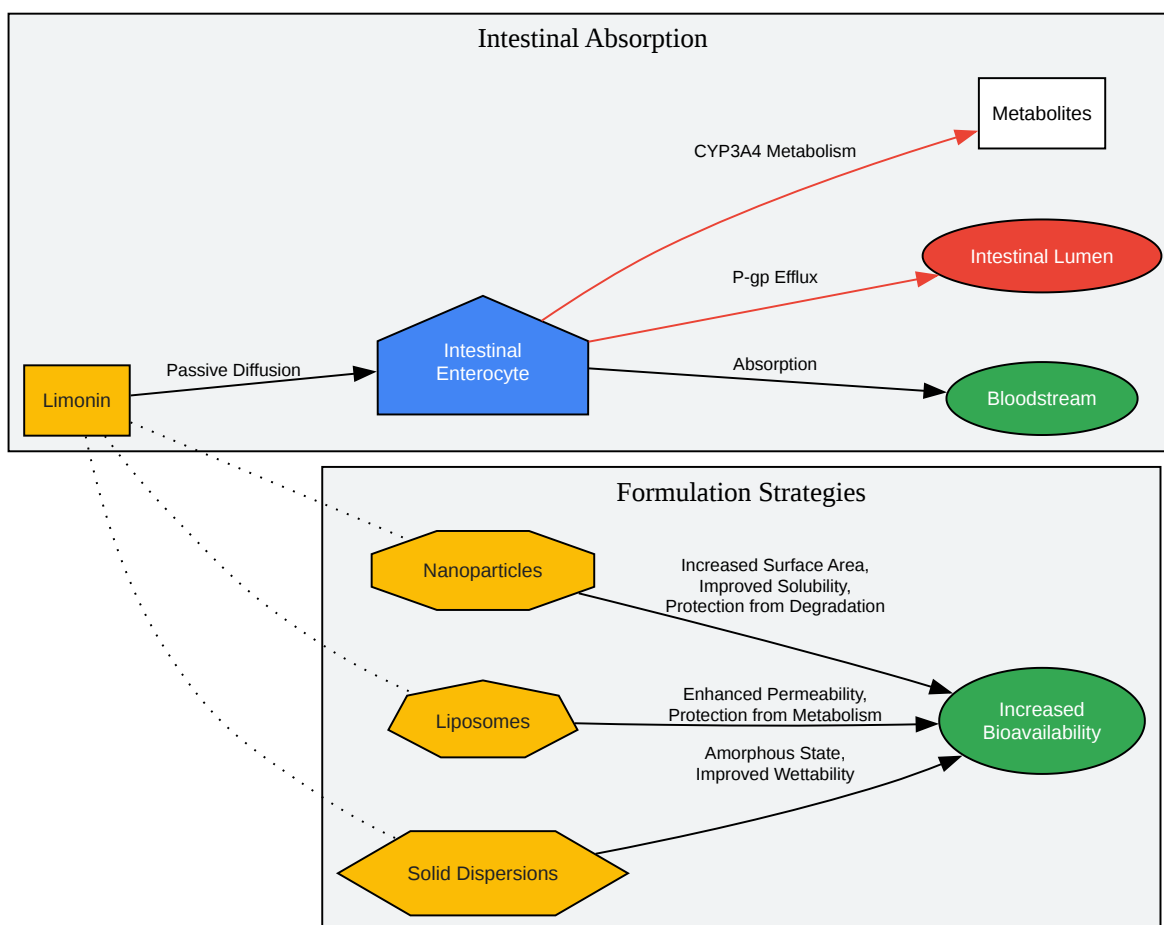 Intestinal Absorption
Metabolites
CYP3A4 Metabolism
Intestinal Lumen
P-gp Efflux
Intestinal
Enterocyte
Passive Diffusion
Absorption
Limonin
Bloodstream
Formulation Strategies
Nanoparticles
Increased Surface Area,
Improved Solubility,
Protection from Degradation
Liposomes
Enhanced Permeability,
Protection from Metabolism
Increased
Bioavailability
Amorphous State,
Improved Wettability
Solid Dispersions